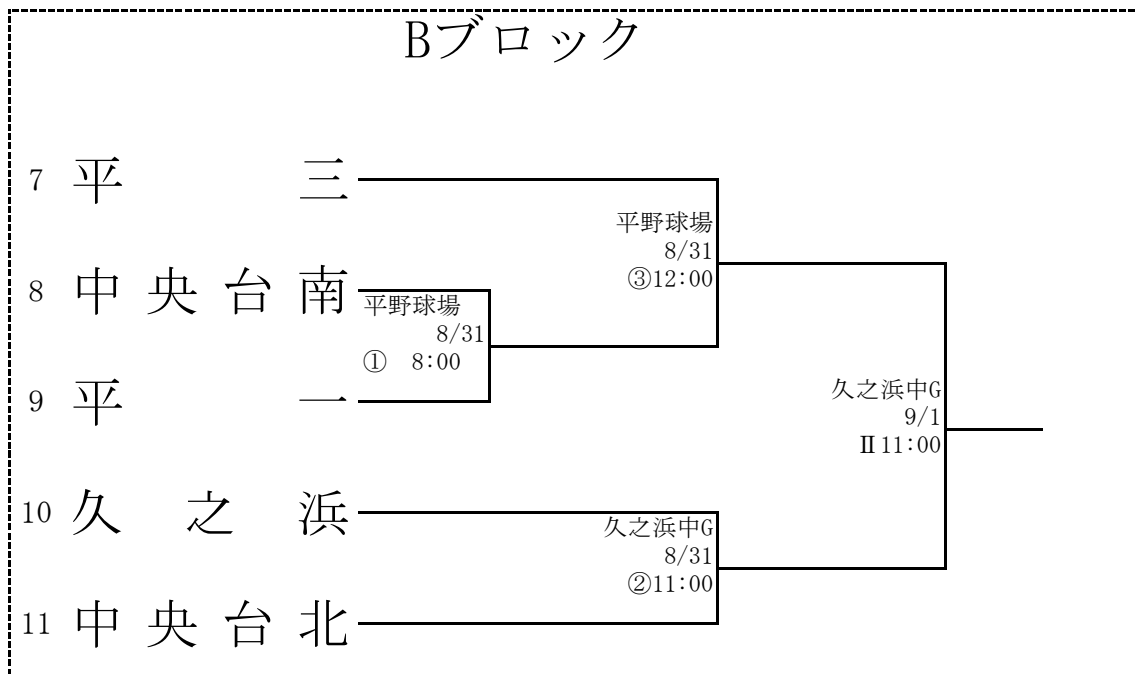 Bブロック
7 平三
平野球場
8/31
③12:00
8 中央台南
平野球場
8/31
① 8:00
9 平一
久之浜中G
9/1
Ⅱ11:00
10 久之浜
久之浜中G
8/31
②11:00
11 中央台北